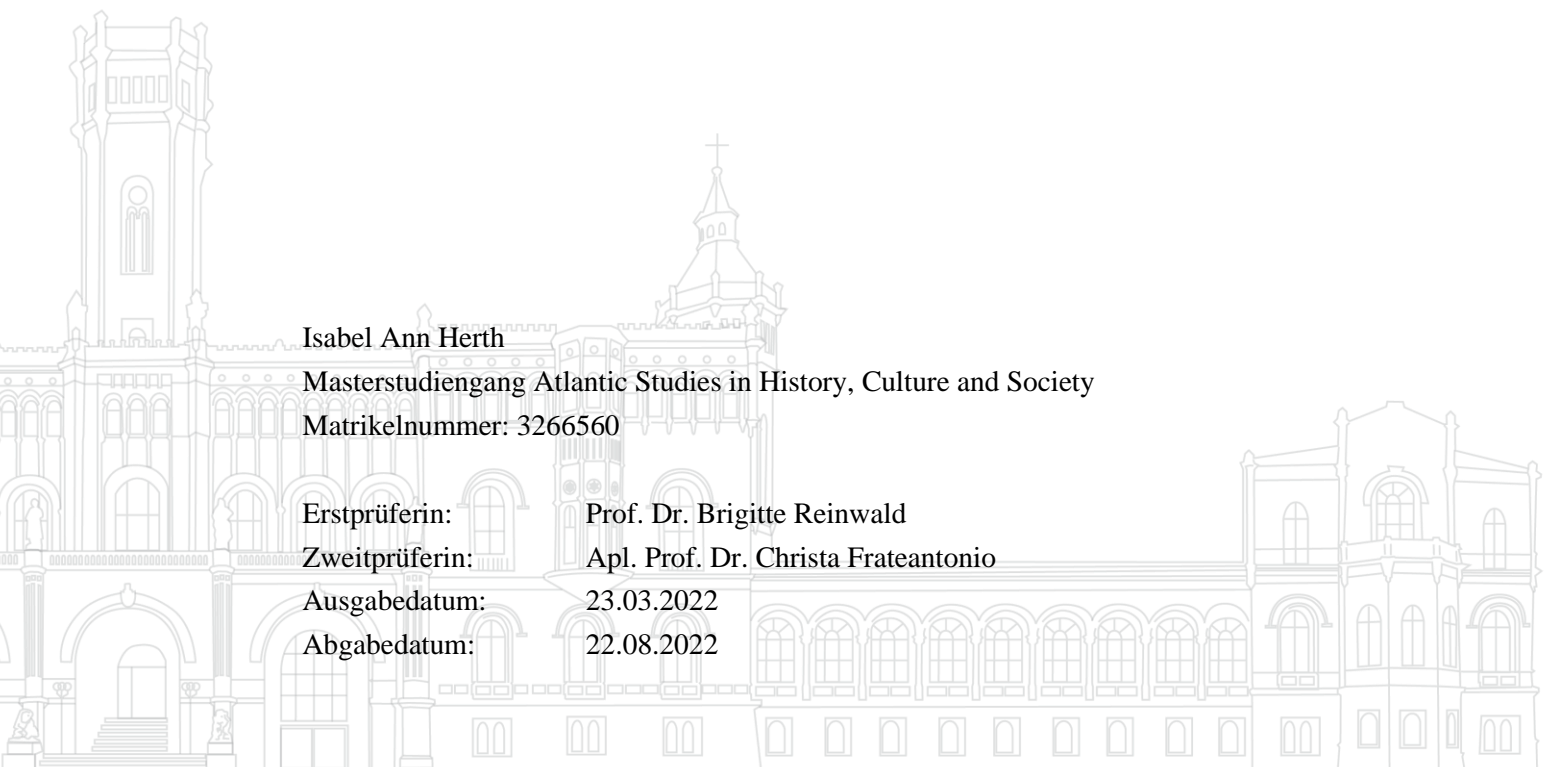 Isabel Ann Herth
Masterstudiengang Atlantic Studies in History, Culture and Society
Matrikelnummer: 3266560
Erstprüferin: Prof. Dr. Brigitte Reinwald
Zweitprüferin: Apl. Prof. Dr. Christa Frateantonio
Ausgabedatum: 23.03.2022
Abgabedatum: 22.08.2022